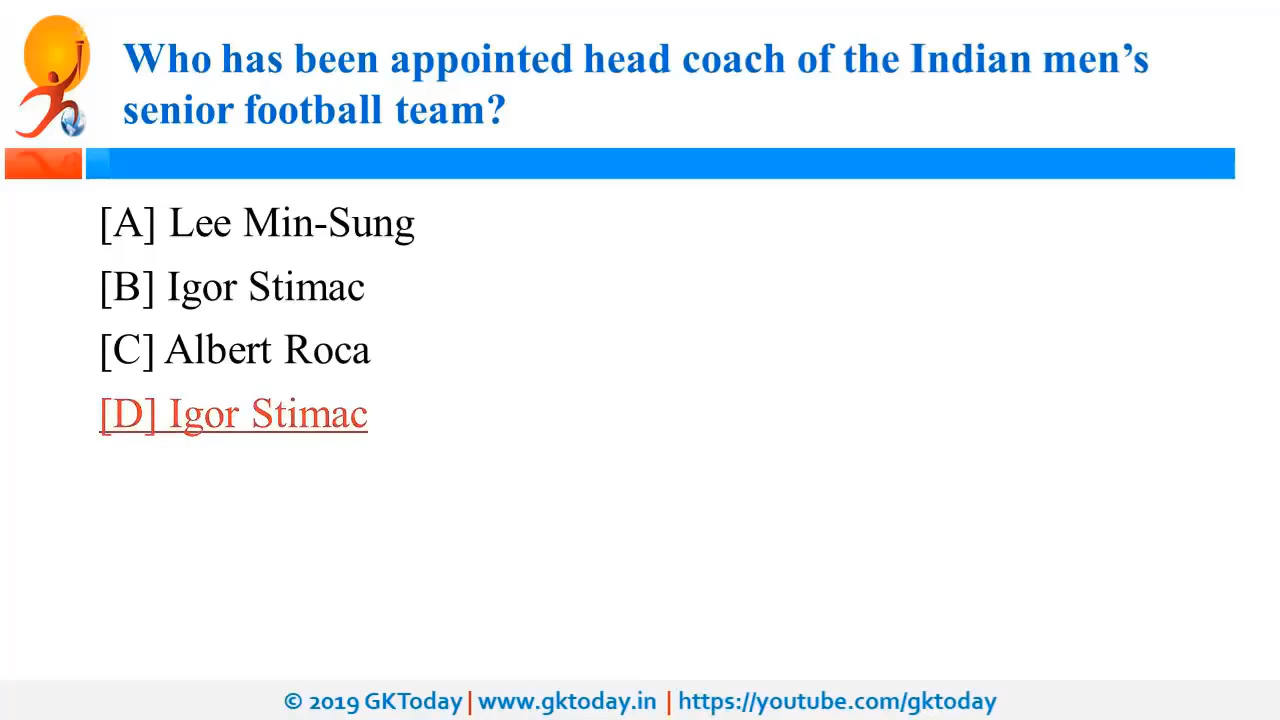 Who has been appointed head coach of the Indian men’s
senior football team?
[A] Lee Min-Sung
[B] Igor Stimac
[C] Albert Roca
[D] Igor Stimac
© 2019 GKToday | www.gktoday.in | https://youtube.com/gktoday